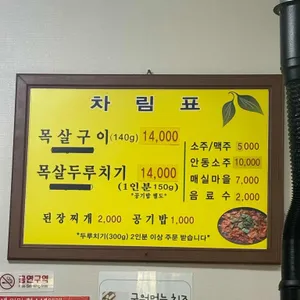 차 림 표
목살구이(140g) 14,000
목살두루치기 14,000
(1인분150g)
*공기밥 별도*
된장찌개 2,000 공기밥 1,000
*두루치기(300g) 2인분 이상 주문 받습니다*
소주/맥주 5000
안동소주 10,000
매실마을 7,000
음료수 2,000
금연구역